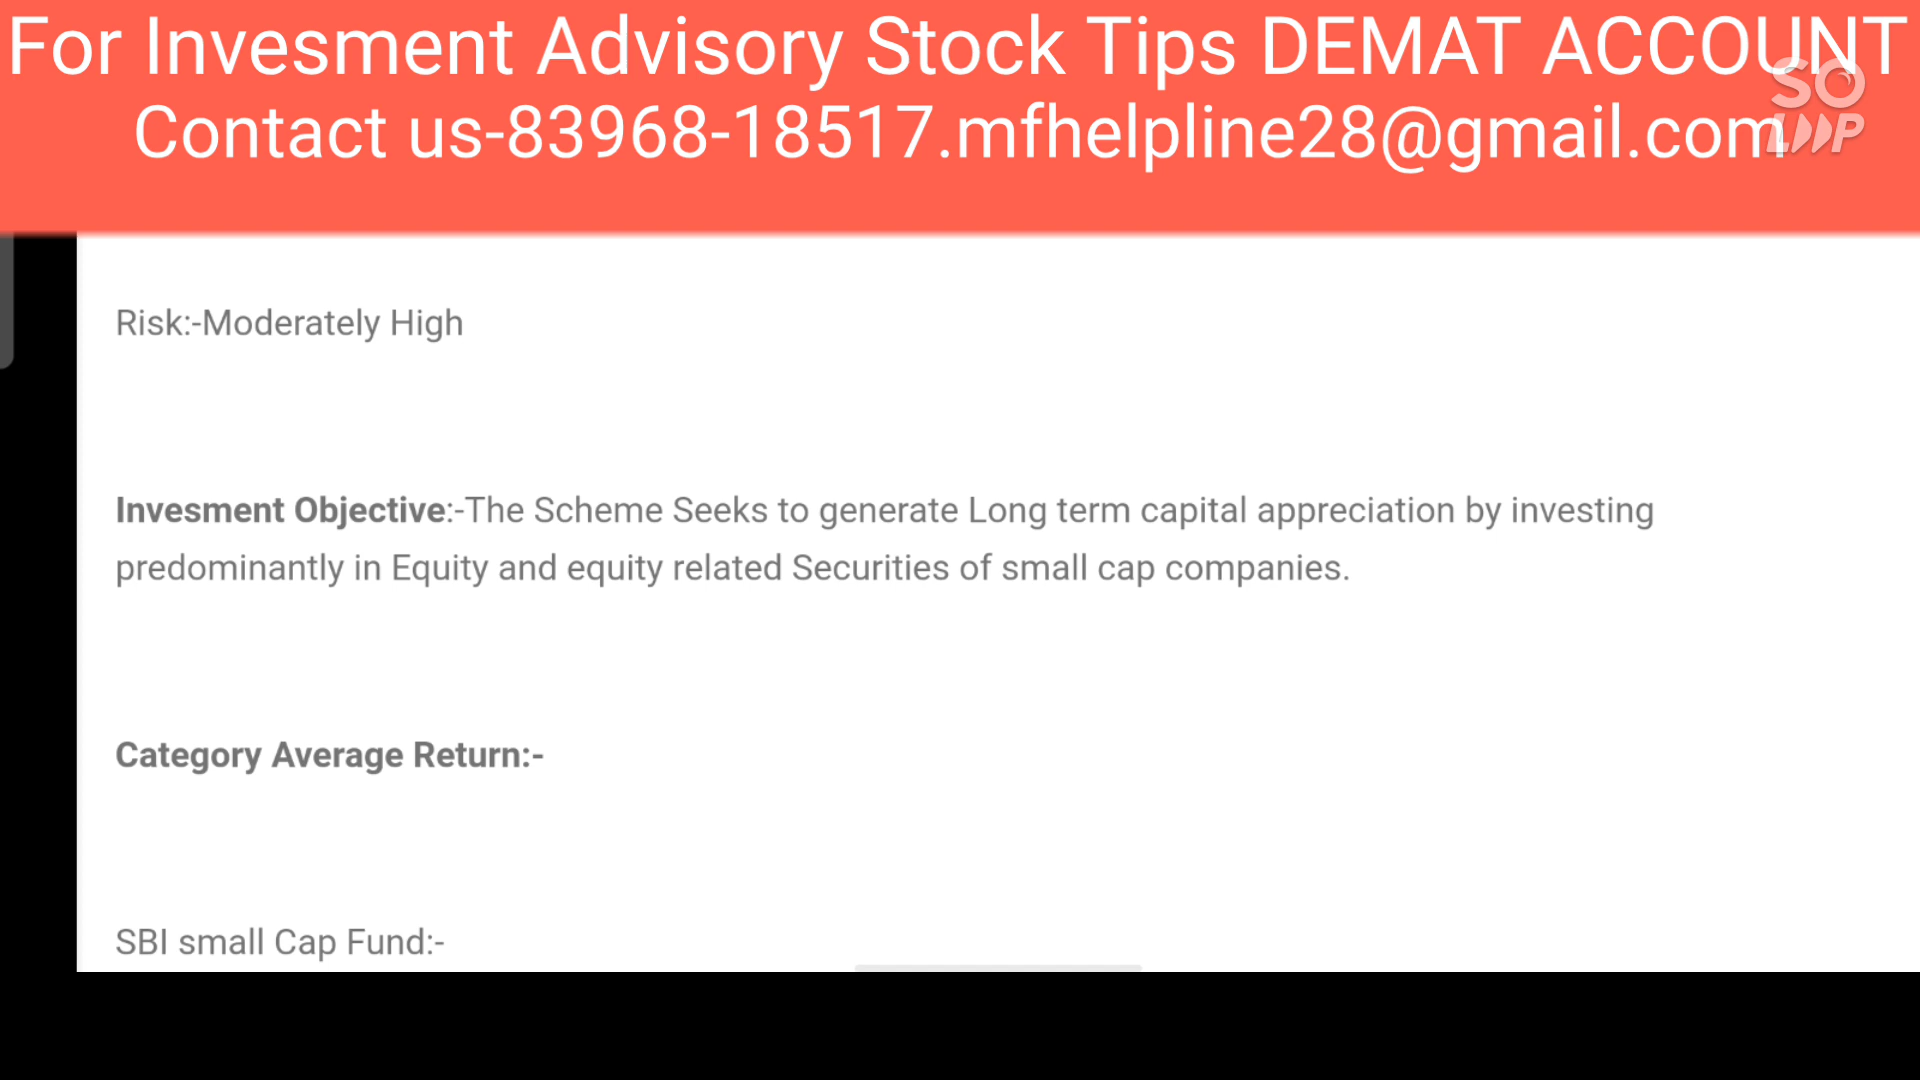 For Invesment Advisory Stock Tips DEMAT ACCOUNT
Contact us-83968-18517.mfhelpline28@gmail.com
SO
LOOP
Risk:-Moderately High
Invesment Objective:-The Scheme Seeks to generate Long term capital appreciation by investing
predominantly in Equity and equity related Securities of small cap companies.
Category Average Return:-
SBI small Cap Fund:-